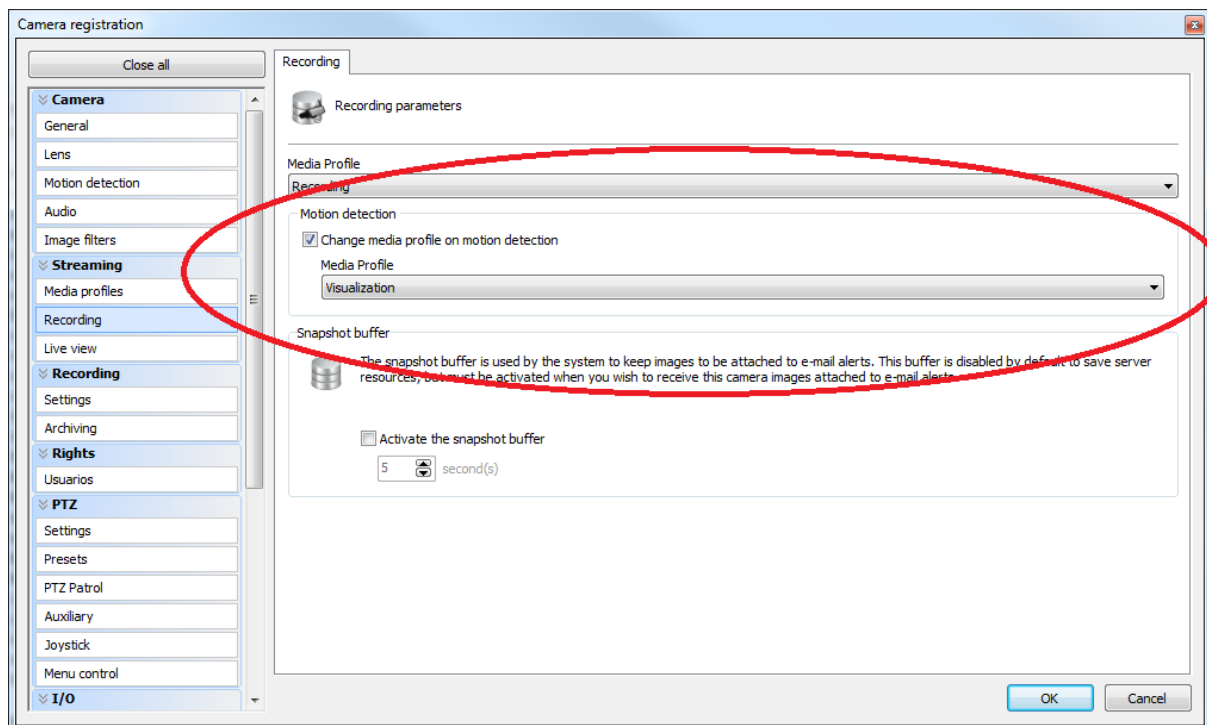 Camera registration
Close all
Camera
General
Lens
Motion detection
Audio
Image filters
Streaming
Media profiles
Recording
Live view
Recording
Settings
Archiving
Rights
Usuarios
PTZ
Settings
Presets
PTZ Patrol
Auxiliary
Joystick
Menu control
I/O
Recording
Recording parameters
Media Profile
Recording
Motion detection
Change media profile on motion detection
Media Profile
Visualization
Snapshot buffer
The snapshot buffer is used by the system to keep images to be attached to e-mail alerts. This buffer is disabled by default to save server
resources, but must be activated when you wish to receive this camera images attached to e-mail alerts
Activate the snapshot buffer
5 second(s)
OK Cancel